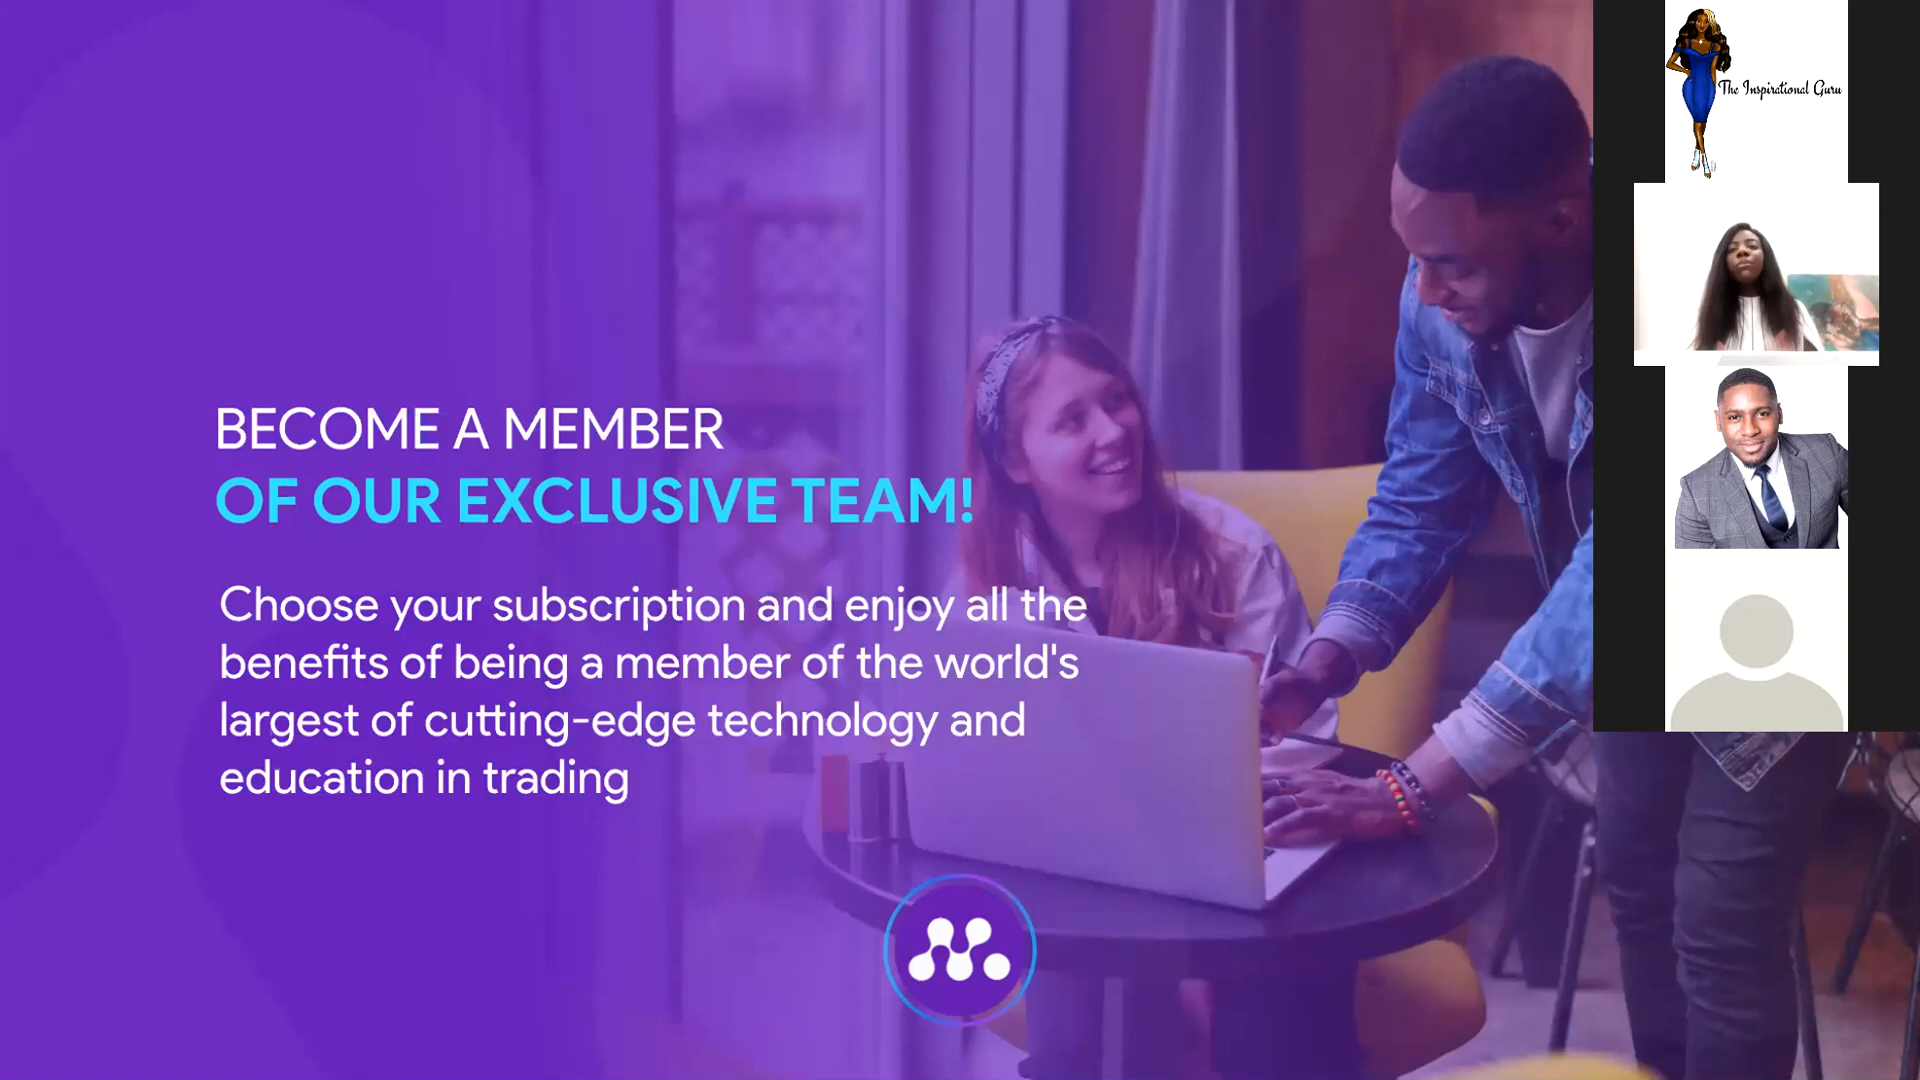 BECOME A MEMBER
OF OUR EXCLUSIVE TEAM!
Choose your subscription and enjoy all the
benefits of being a member of the world's
largest of cutting-edge technology and
education in trading
The Inspirational Guru